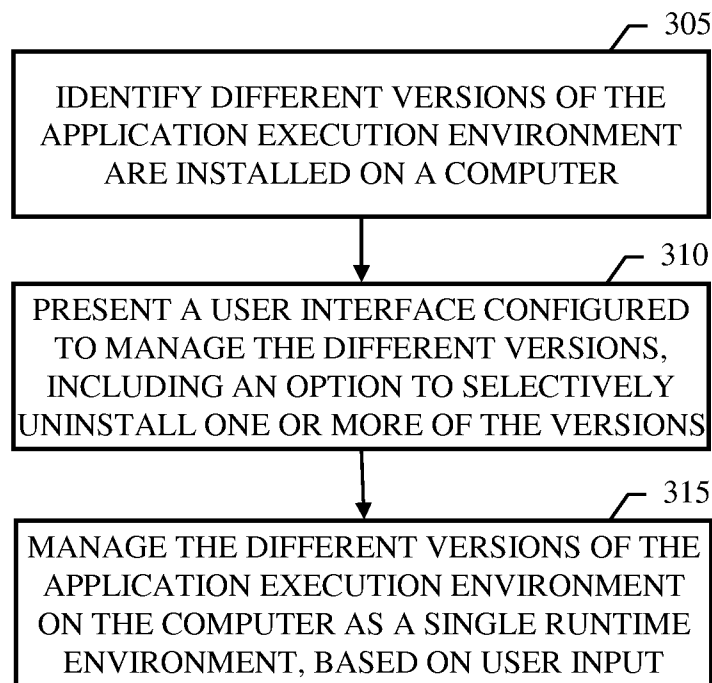 305
IDENTIFY DIFFERENT VERSIONS OF THE
APPLICATION EXECUTION ENVIRONMENT
ARE INSTALLED ON A COMPUTER
310
PRESENT A USER INTERFACE CONFIGURED
TO MANAGE THE DIFFERENT VERSIONS,
INCLUDING AN OPTION TO SELECTIVELY
UNINSTALL ONE OR MORE OF THE VERSIONS
315
MANAGE THE DIFFERENT VERSIONS OF THE
APPLICATION EXECUTION ENVIRONMENT
ON THE COMPUTER AS A SINGLE RUNTIME
ENVIRONMENT, BASED ON USER INPUT